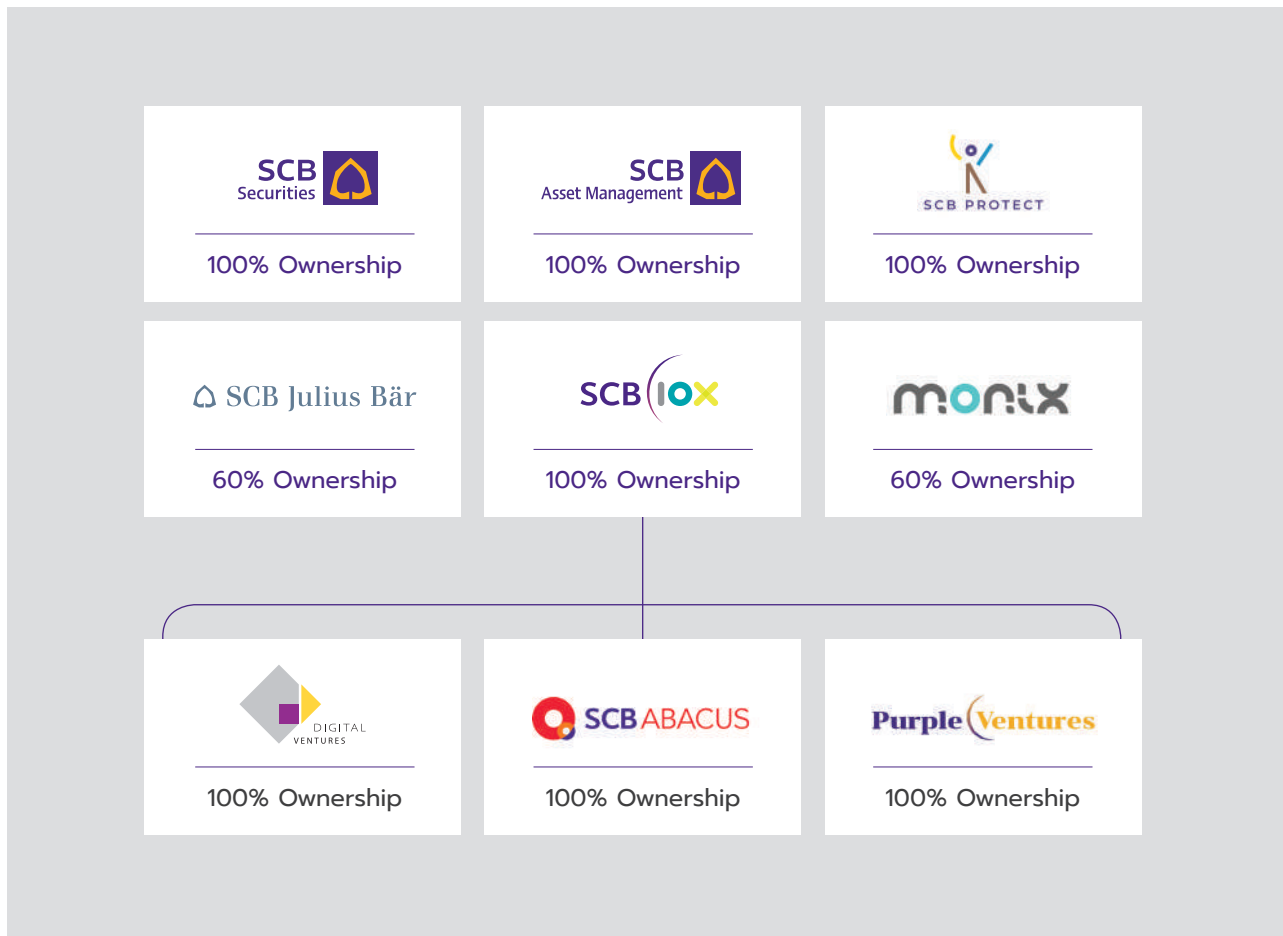 SCB
Securities
100% Ownership
SCB
Asset Management
100% Ownership
SCB PROTECT
100% Ownership
SCB Julius Bär
60% Ownership
SCB 10X
100% Ownership
monix
60% Ownership
DIGITAL
VENTURES
100% Ownership
SCB ABACUS
100% Ownership
Purple Ventures
100% Ownership